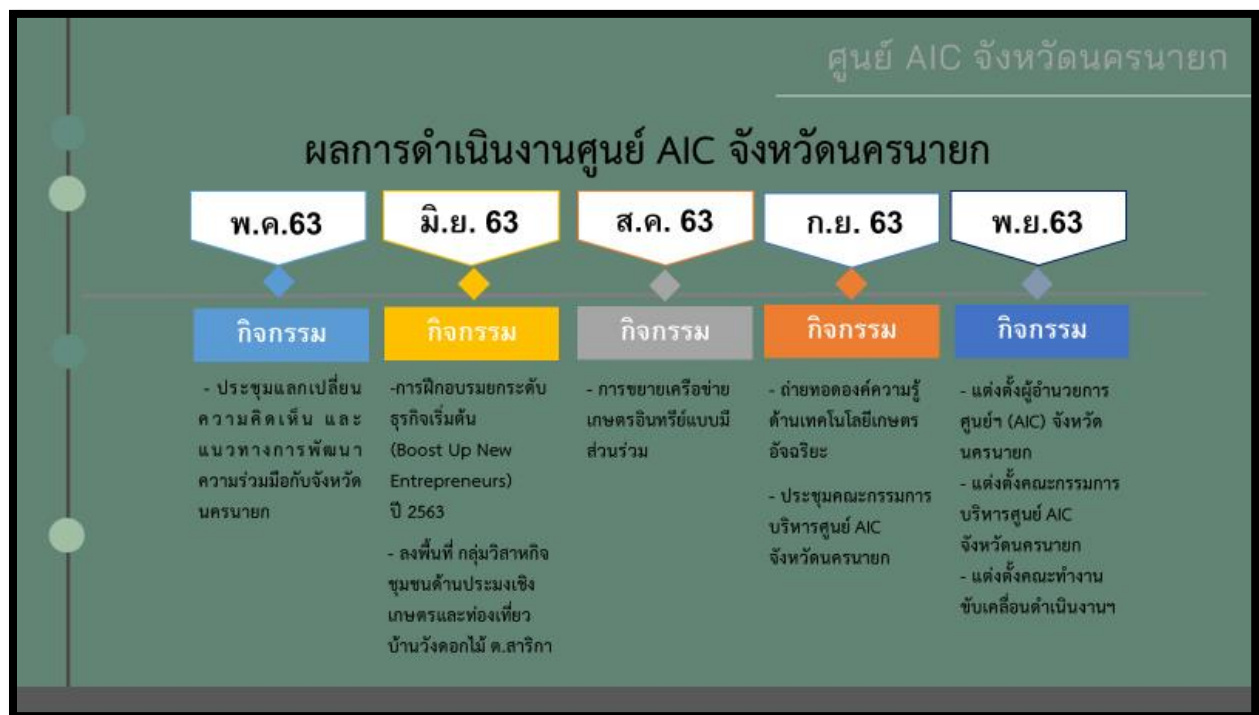 ศูนย์ AIC จังหวัดนครนายก
ผลการดำเนินงานศูนย์ AIC จังหวัดนครนายก
พ.ค.63
กิจกรรม
- ประชุมแลกเปลี่ยน
ความคิดเห็น และ
แนวทางการพัฒนา
ความร่วมมือกับจังหวัด
นครนายก
มิ.ย. 63
กิจกรรม
-การฝึกอบรมยกระดับ
ธุรกิจเริ่มต้น
(Boost Up New
Entrepreneurs)
ปี 2563
- ลงพื้นที่ กลุ่มวิสาหกิจ
ชุมชนด้านประมงเชิง
เกษตรและท่องเที่ยว
บ้านวังดอกไม้ ต.สาริกา
ส.ค. 63
กิจกรรม
- การขยายเครือข่าย
เกษตรอินทรีย์แบบมี
ส่วนร่วม
ก.ย. 63
กิจกรรม
- ถ่ายทอดองค์ความรู้
ด้านเทคโนโลยีเกษตร
อัจฉริยะ
- ประชุมคณะกรรมการ
บริหารศูนย์ AIC
จังหวัดนครนายก
พ.ย.63
กิจกรรม
- แต่งตั้งผู้อำนวยการ
ศูนย์ฯ (AIC) จังหวัด
นครนายก
- แต่งตั้งคณะกรรมการ
บริหารศูนย์ AIC
จังหวัดนครนายก
- แต่งตั้งคณะทำงาน
ขับเคลื่อนดำเนินงานฯ